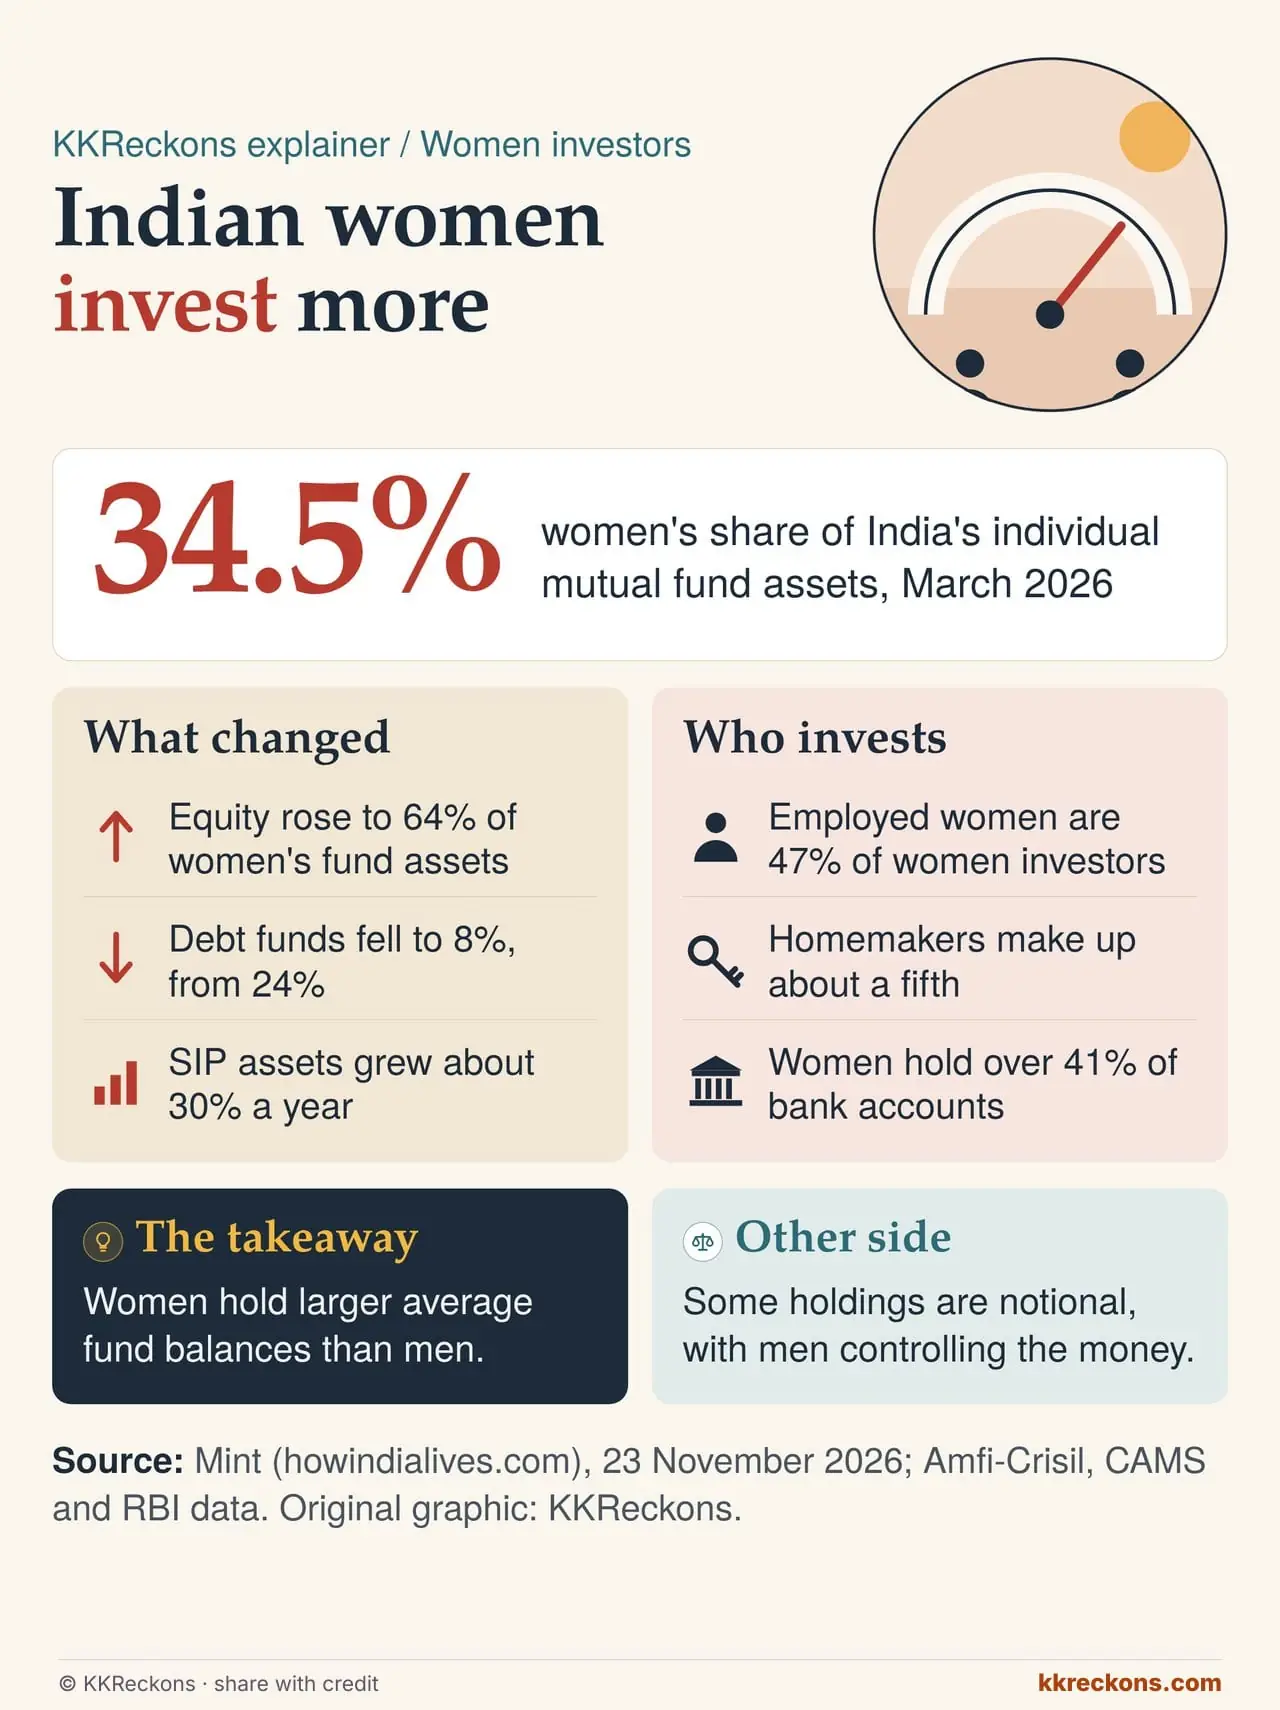 KKReckons explainer / Women investors
Indian women
invest more
34.5%
women's share of India's individual
mutual fund assets, March 2026
What changed
Equity rose to 64% of
women's fund assets
Debt funds fell to 8%,
from 24%
SIP assets grew about
30% a year
Who invests
Employed women are
47% of women investors
Homemakers make up
about a fifth
Women hold over 41% of
bank accounts
The takeaway
Women hold larger average
fund balances than men.
Other side
Some holdings are notional,
with men controlling the money.
Source: Mint (howindialives.com), 23 November 2026; Amfi-Crisil, CAMS
and RBI data. Original graphic: KKReckons.
© KKReckons · share with credit
kkreckons.com